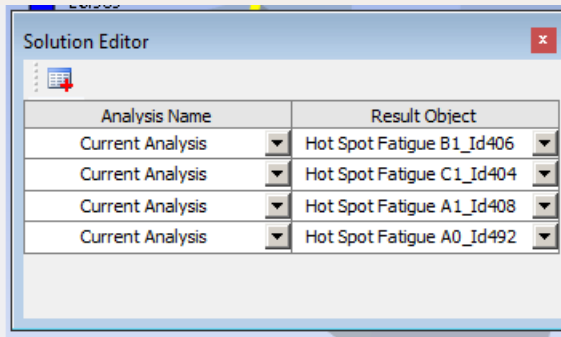 Solution Editor
Analysis Name Result Object
Current Analysis Hot Spot Fatigue B1_Id406
Current Analysis Hot Spot Fatigue C1_Id404
Current Analysis Hot Spot Fatigue A1_Id408
Current Analysis Hot Spot Fatigue A0_Id492